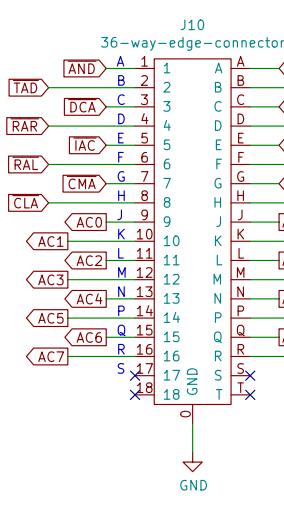 J10
36-way-edge-connector
AND A 1 1 A A
TAD B 2 2 B B
DCA C 3 3 C C
RAR D 4 4 D D
IAC E 5 5 E E
RAL F 6 6 F F
CMA G 7 7 G G
CLA H 8 8 H H
AC0 J 9 9 J J
AC1 K 10 10 K K
AC2 L 11 11 L L
AC3 M 12 12 M M
AC4 N 13 13 N N
AC5 P 14 14 P P
AC6 Q 15 15 Q Q
AC7 R 16 16 R R
S 17 17 S S
18 18 T T
GND
0
GND